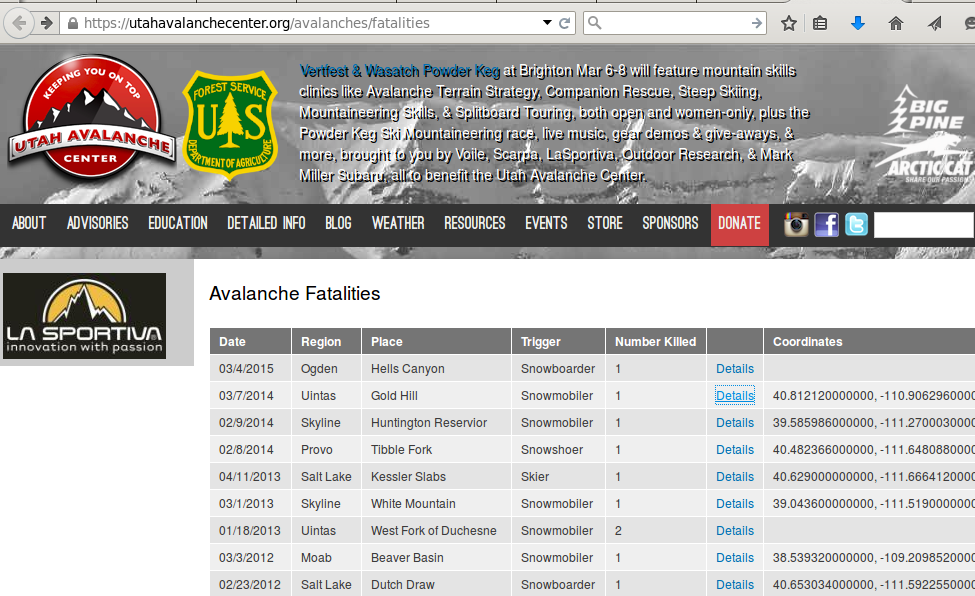 https://utahavalanchecenter.org/avalanches/fatalities
KEEPING YOU ON TOP
UTAH AVALANCHE
CENTER
FOREST SERVICE
U S
DEPARTMENT OF AGRICULTURE
Vertfest & Wasatch Powder Keg at Brighton Mar 6-8 will feature mountain skills
clinics like Avalanche Terrain Strategy, Companion Rescue, Steep Skiing,
Mountaineering Skills, & Splitboard Touring, both open and women-only, plus the
Powder Keg Ski Mountaineering race, live music, gear demos & give-aways, &
more, brought to you by Voile, Scarpa, LaSportiva, Outdoor Research, & Mark
Miller Subaru, all to benefit the Utah Avalanche Center.
BIG
PINE
ARCTIC CAT
SHARE OUR PASSION
ABOUT ADVISORIES EDUCATION DETAILED INFO BLOG WEATHER RESOURCES EVENTS STORE SPONSORS DONATE
LA SPORTIVA
innovation with passion
Avalanche Fatalities
Date Region Place Trigger Number Killed Coordinates
03/4/2015 Ogden Hells Canyon Snowboarder 1 Details
03/7/2014 Uintas Gold Hill Snowmobiler 1 Details 40.812120000000, -110.906296000
02/9/2014 Skyline Huntington Reservior Snowmobiler 1 Details 39.585986000000, -111.270003000
02/8/2014 Provo Tibble Fork Snowshoer 1 Details 40.482366000000, -111.648088000
04/11/2013 Salt Lake Kessler Slabs Skier 1 Details 40.629000000000, -111.666412000
03/1/2013 Skyline White Mountain Snowmobiler 1 Details 39.043600000000, -111.519000000
01/18/2013 Uintas West Fork of Duchesne Snowmobiler 2 Details
03/3/2012 Moab Beaver Basin Snowmobiler 1 Details 38.539320000000, -109.209852000
02/23/2012 Salt Lake Dutch Draw Snowboarder 1 Details 40.653034000000, -111.592255000